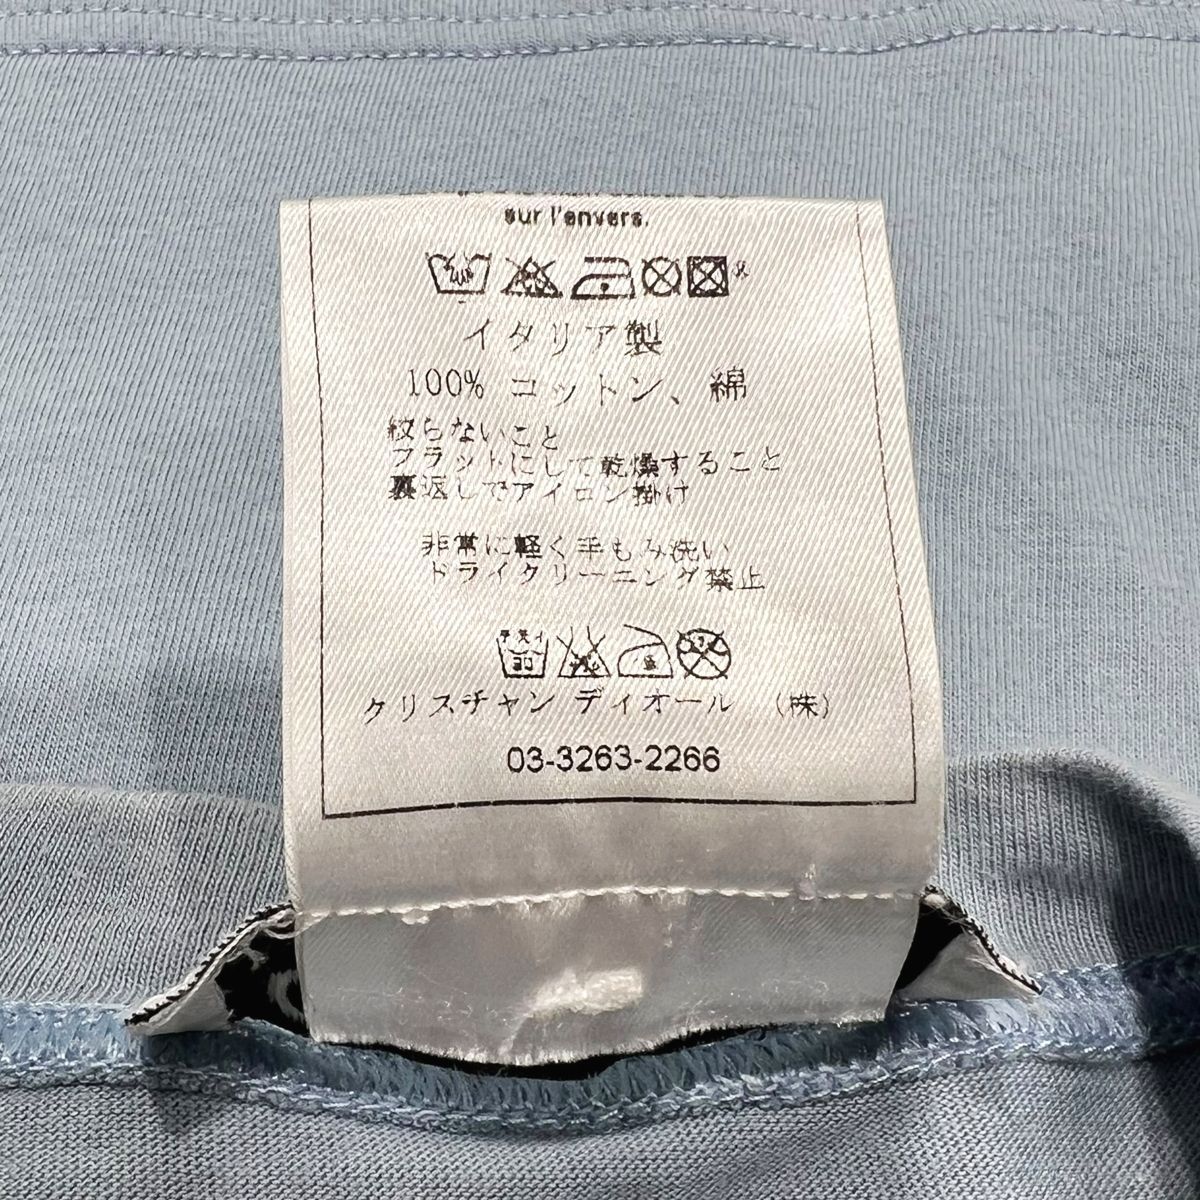 sur l'envers.
イタリア製
100% コットン、綿
絞らないこと
フラットにして乾燥すること
裏返しでアイロン掛け
非常に軽く手もみ洗い
ドライクリーニング禁止
手洗イ
30
クリスチャン ディオール （株）
03-3263-2266